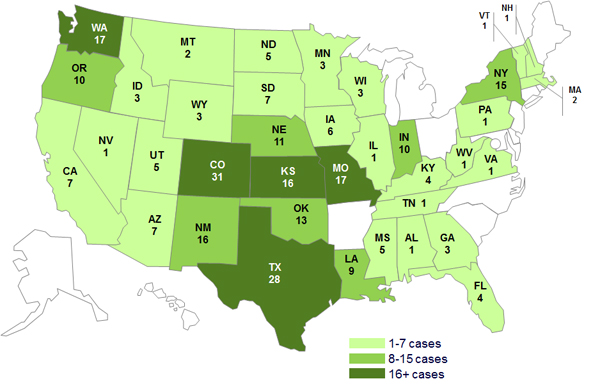 NH
1
VT
1
WA
17
MT
2
ND
5
MN
3
OR
10
ID
3
WY
3
SD
7
WI
3
NY
15
MA
2
PA
1
IA
6
NE
11
NV
1
UT
5
CO
31
KS
16
MO
17
IL
1
IN
10
WV
1
VA
1
KY
4
CA
7
AZ
7
NM
16
OK
13
TN 1
TX
28
LA
9
MS
5
AL
1
GA
3
FL
4
1-7 cases
8-15 cases
16+ cases